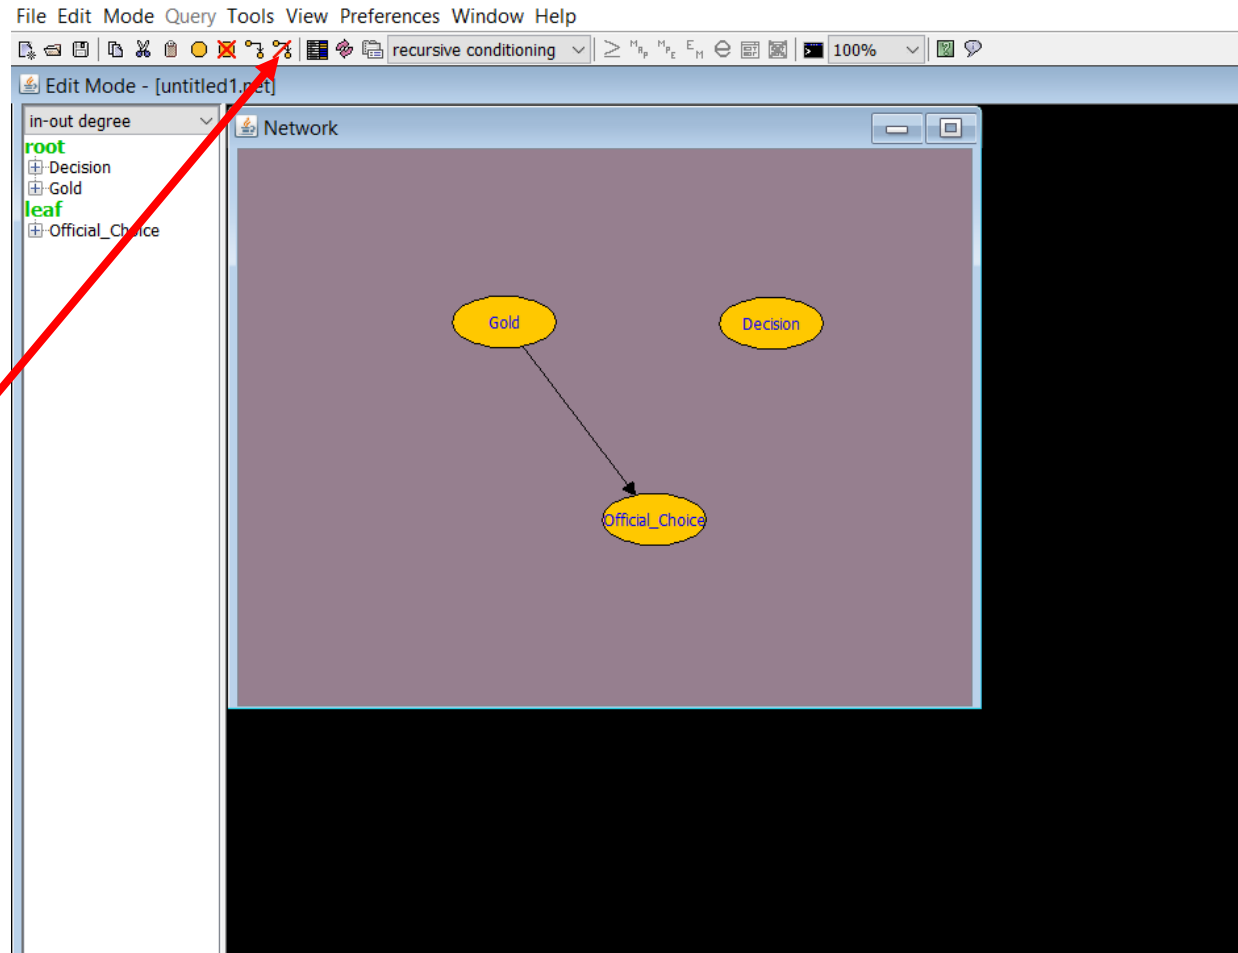 File Edit Mode Query Tools View Preferences Window Help
recursive conditioning 100%
Edit Mode - [untitled1.net]
in-out degree
Network
root
Decision
Gold
leaf
Official_Choice
Gold
Decision
Official_Choice